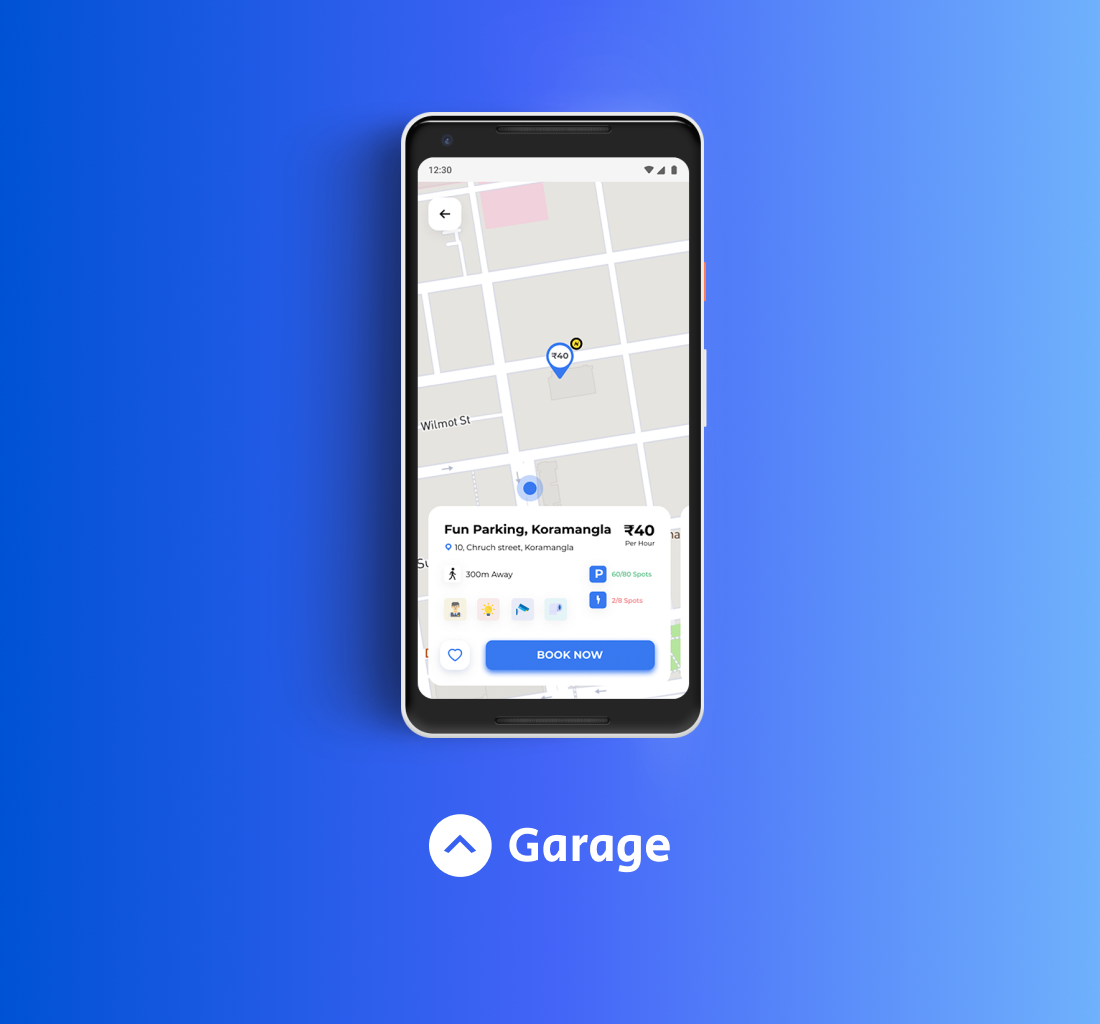 12:30
₹40
Wilmot St
Fun Parking, Koramangla
₹40
10, Chruch street, Koramangla
Per Hour
300m Away
P
60/80 Spots
2/8 Spots
BOOK NOW
Garage